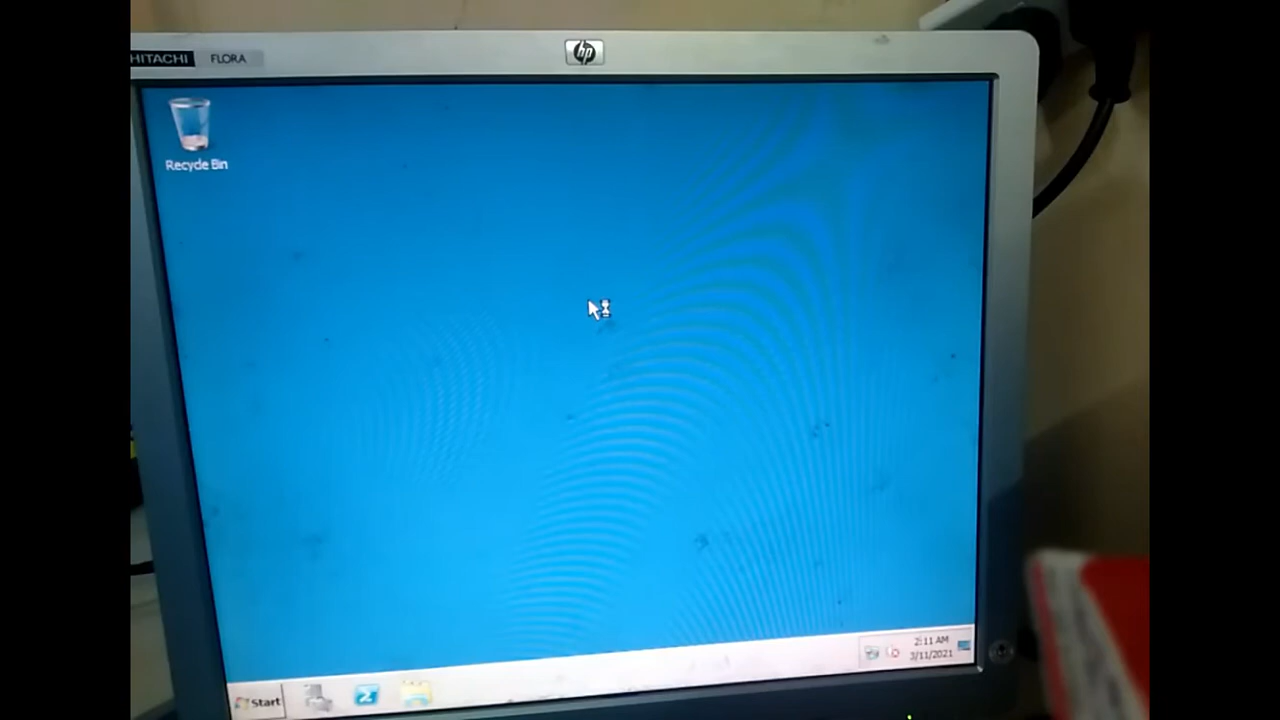 HITACHI FLORA
hp
Recycle Bin
2:11 AM
3/11/2021
Start